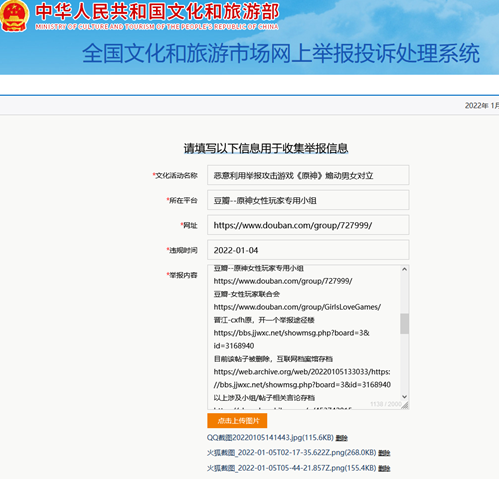 中华人民共和国文化和旅游部
MINISTRY OF CULTURE AND TOURISM OF THE PEOPLE'S REPUBLIC OF CHINA
全国文化和旅游市场网上举报投诉处理系统
2022年 1月
请填写以下信息用于收集举报信息
*文化活动名称 恶意利用举报攻击游戏《原神》煽动男女对立
*所在平台 豆瓣--原神女性玩家专用小组
*网址 https://www.douban.com/group/727999/
*违规时间 2022-01-04
*举报内容 豆瓣--原神女性玩家专用小组
https://www.douban.com/group/727999/
豆瓣-女性玩家联合会
https://www.douban.com/group/GirlsLoveGames/
晋江-cxfh原，开一个举报途径楼
https://bbs.jjwxc.net/showmsg.php?board=3&
id=3168940
目前该帖子被删除，互联网档案馆存档
https://web.archive.org/web/20220105133033/https:
//bbs.jjwxc.net/showmsg.php?board=3&id=3168940
以上涉及小组/帖子相关言论存档
1138 / 2000
点击上传图片
QQ截图20220105141443.jpg(115.6KB) 删除
火狐截图_2022-01-05T02-17-35.622Z.png(268.0KB) 删除
火狐截图_2022-01-05T05-44-21.857Z.png(155.4KB) 删除